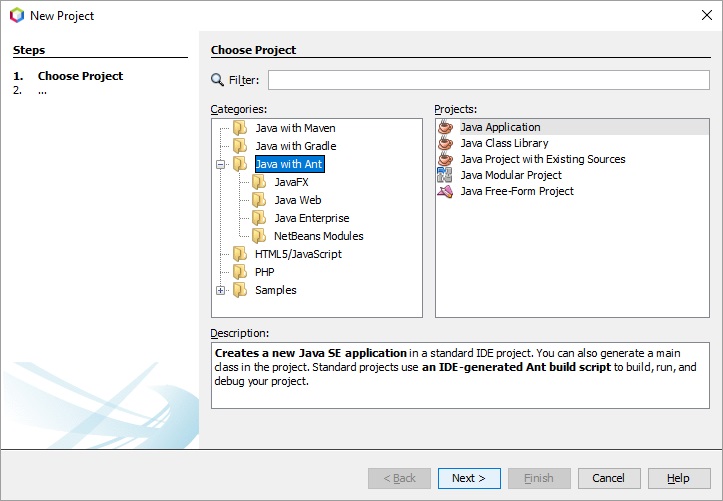 New Project
Steps
1. Choose Project
2. ...
Choose Project
Filter:
Categories:
Java with Maven
Java with Gradle
Java with Ant
JavaFX
Java Web
Java Enterprise
NetBeans Modules
HTML5/JavaScript
PHP
Samples
Projects:
Java Application
Java Class Library
Java Project with Existing Sources
Java Modular Project
Java Free-Form Project
Description:
Creates a new Java SE application in a standard IDE project. You can also generate a main
class in the project. Standard projects use an IDE-generated Ant build script to build, run, and
debug your project.
< Back
Next >
Finish
Cancel
Help